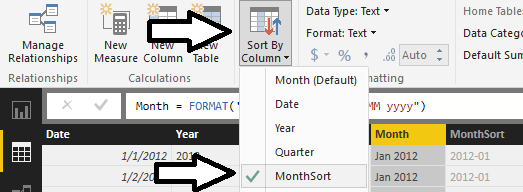 Manage
Relationships
New
Measure
New
Column
New
Table
Sort By
Column
Data Type: Text
Format: Text
$ % , Auto
Home Table
Data Catego
Default Sum
Relationships
Calculations
Month (Default)
Date
Year
Quarter
MonthSort
Month = FORMAT("
MM yyyy")
Date Year Month MonthSort
1/1/2012 Jan 2012 2012-01
1/2/ Jan 2012 2012-01